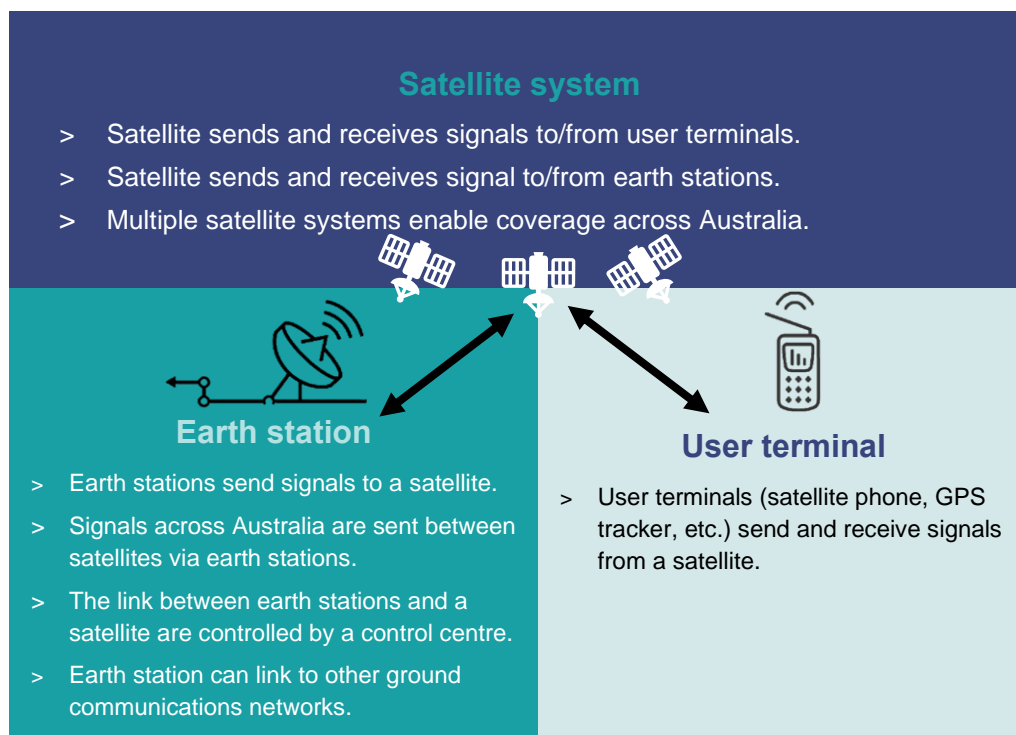 Satellite system
> Satellite sends and receives signals to/from user terminals.
> Satellite sends and receives signal to/from earth stations.
> Multiple satellite systems enable coverage across Australia.
Earth station
> Earth stations send signals to a satellite.
> Signals across Australia are sent between
satellites via earth stations.
> The link between earth stations and a
satellite are controlled by a control centre.
> Earth station can link to other ground
communications networks.
User terminal
> User terminals (satellite phone, GPS
tracker, etc.) send and receive signals
from a satellite.